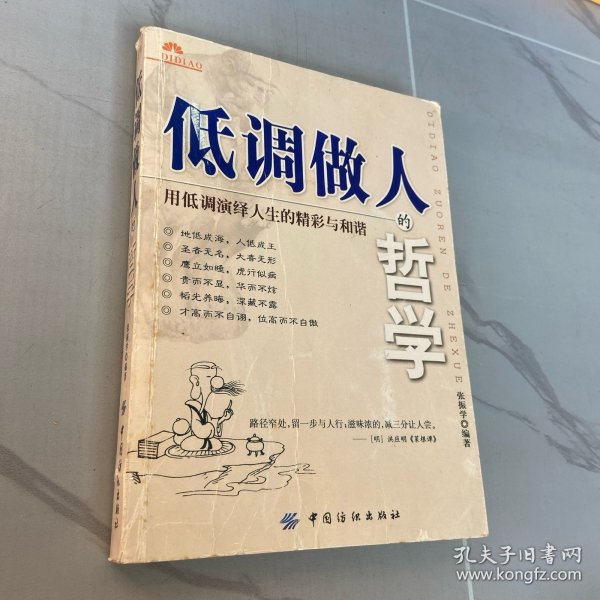 DIDIAO
低调做人
的
哲学
DIDIAO ZUOREN DE ZHEXUE
用低调演绎人生的精彩与和谐
◎ 地低成海，人低成王
◎ 圣者无名，大者无形
◎ 鹰立如睡，虎行似病
◎ 贵而不显，华而不炫
◎ 韬光养晦，深藏不露
◎ 才高而不自诩，位高而不自傲
张振学◎编著
路径窄处，留一步与人行；滋味浓的，减三分让人尝。
——［明］洪应明《菜根谭》
中国纺织出版社
孔夫子旧书网
www.kongfz.com